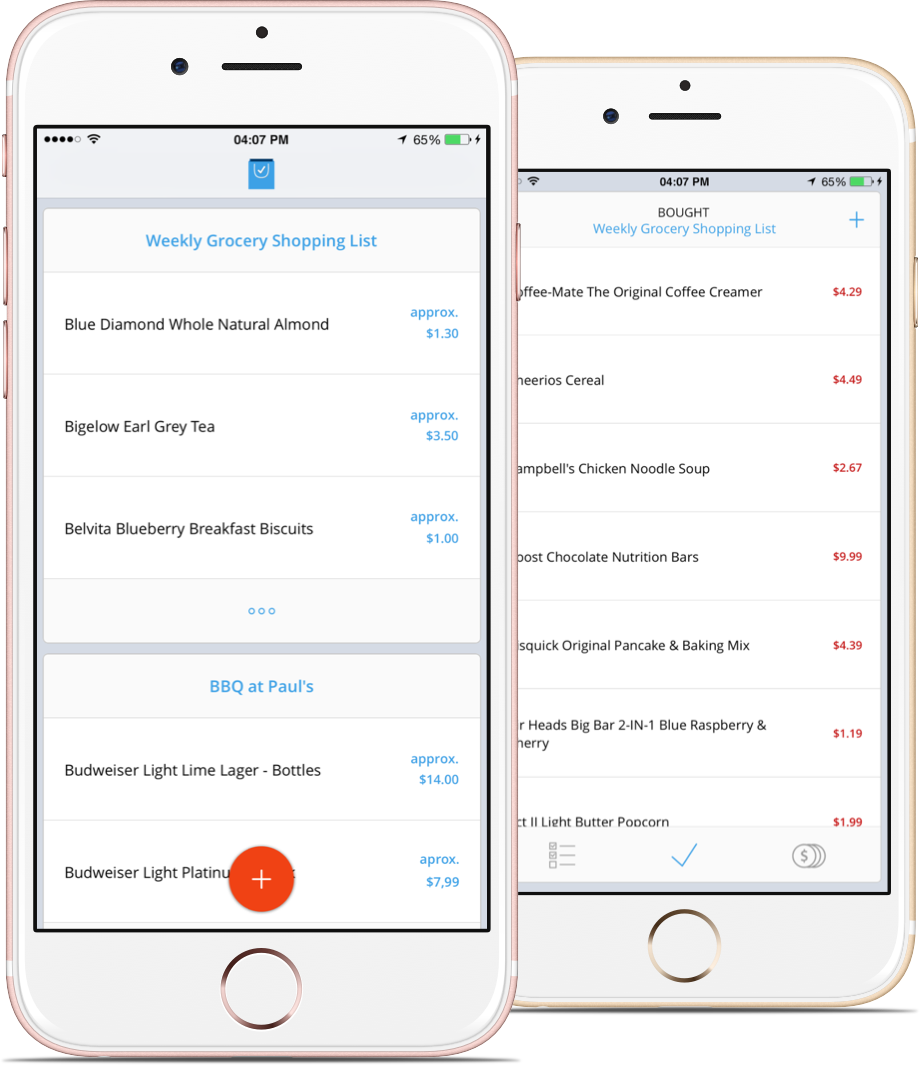 04:07 PM
65%
Weekly Grocery Shopping List
Blue Diamond Whole Natural Almond
approx.
$1.30
Bigelow Earl Grey Tea
approx.
$3.50
Belvita Blueberry Breakfast Biscuits
approx.
$1.00
BBQ at Paul's
Budweiser Light Lime Lager - Bottles
approx.
$14.00
Budweiser Light Platinu
aprox.
$7,99
04:07 PM
65%
BOUGHT
Weekly Grocery Shopping List
offee-Mate The Original Coffee Creamer
$4.29
heerios Cereal
$4.49
ampbell's Chicken Noodle Soup
$2.67
oost Chocolate Nutrition Bars
$9.99
isquick Original Pancake & Baking Mix
$4.39
r Heads Big Bar 2-IN-1 Blue Raspberry &
herry
$1.19
ct II Light Butter Popcorn
$1.99
$